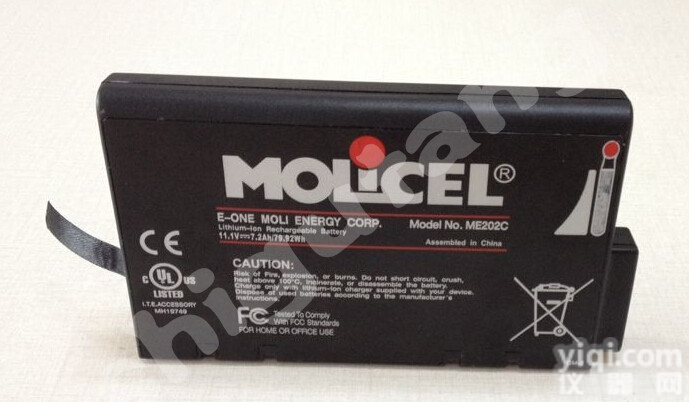 MOLiCEL®
E-ONE MOLI ENERGY CORP. Model No. ME202C
Lithium-Ion Rechargeable Battery
11.1V⎓7.2Ah/79.92Wh Assembled in China
CE
CAUTION:
Risk of Fire, explosion, or burns. Do not short circuit, crush,
heat above 100°C, Incinerate, or disassemble the battery.
Charge only with lithium-ion charger supplied with system.
Dispose of used batteries according to manufacturer's
instructions.
c UL US
LISTED
I.T.E.ACCESSORY
MH19749
FC Tested To Comply
With FCC Standards
FOR HOME OR OFFICE USE
yiqi.com
仪器网